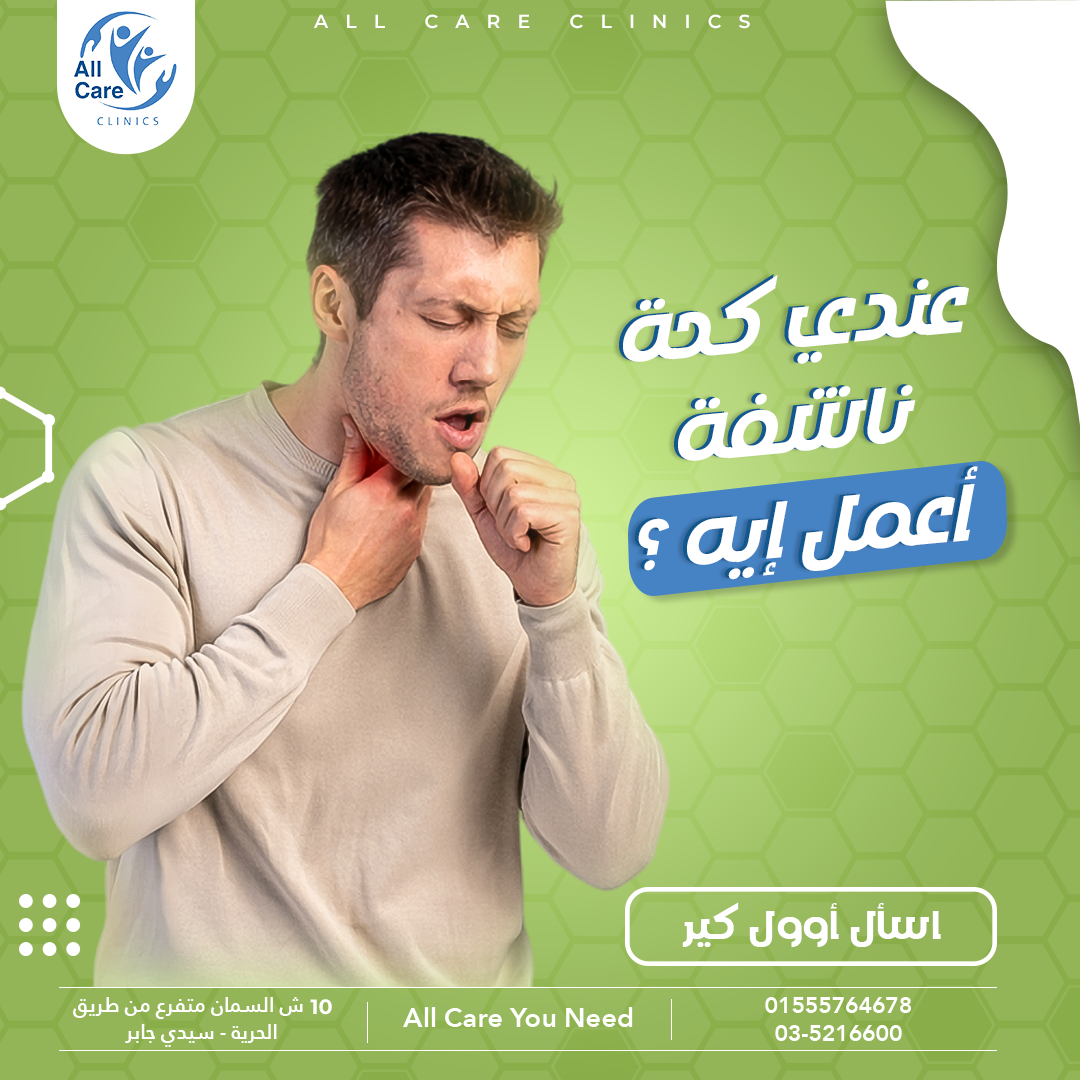 ALL CARE CLINICS
All
Care
CLINICS
عندي كحة
ناشفة
أعمل إيه ؟
اسأل أوول كير
10 ش السمان متفرع من طريق
الحرية - سيدي جابر
All Care You Need
01555764678
03-5216600